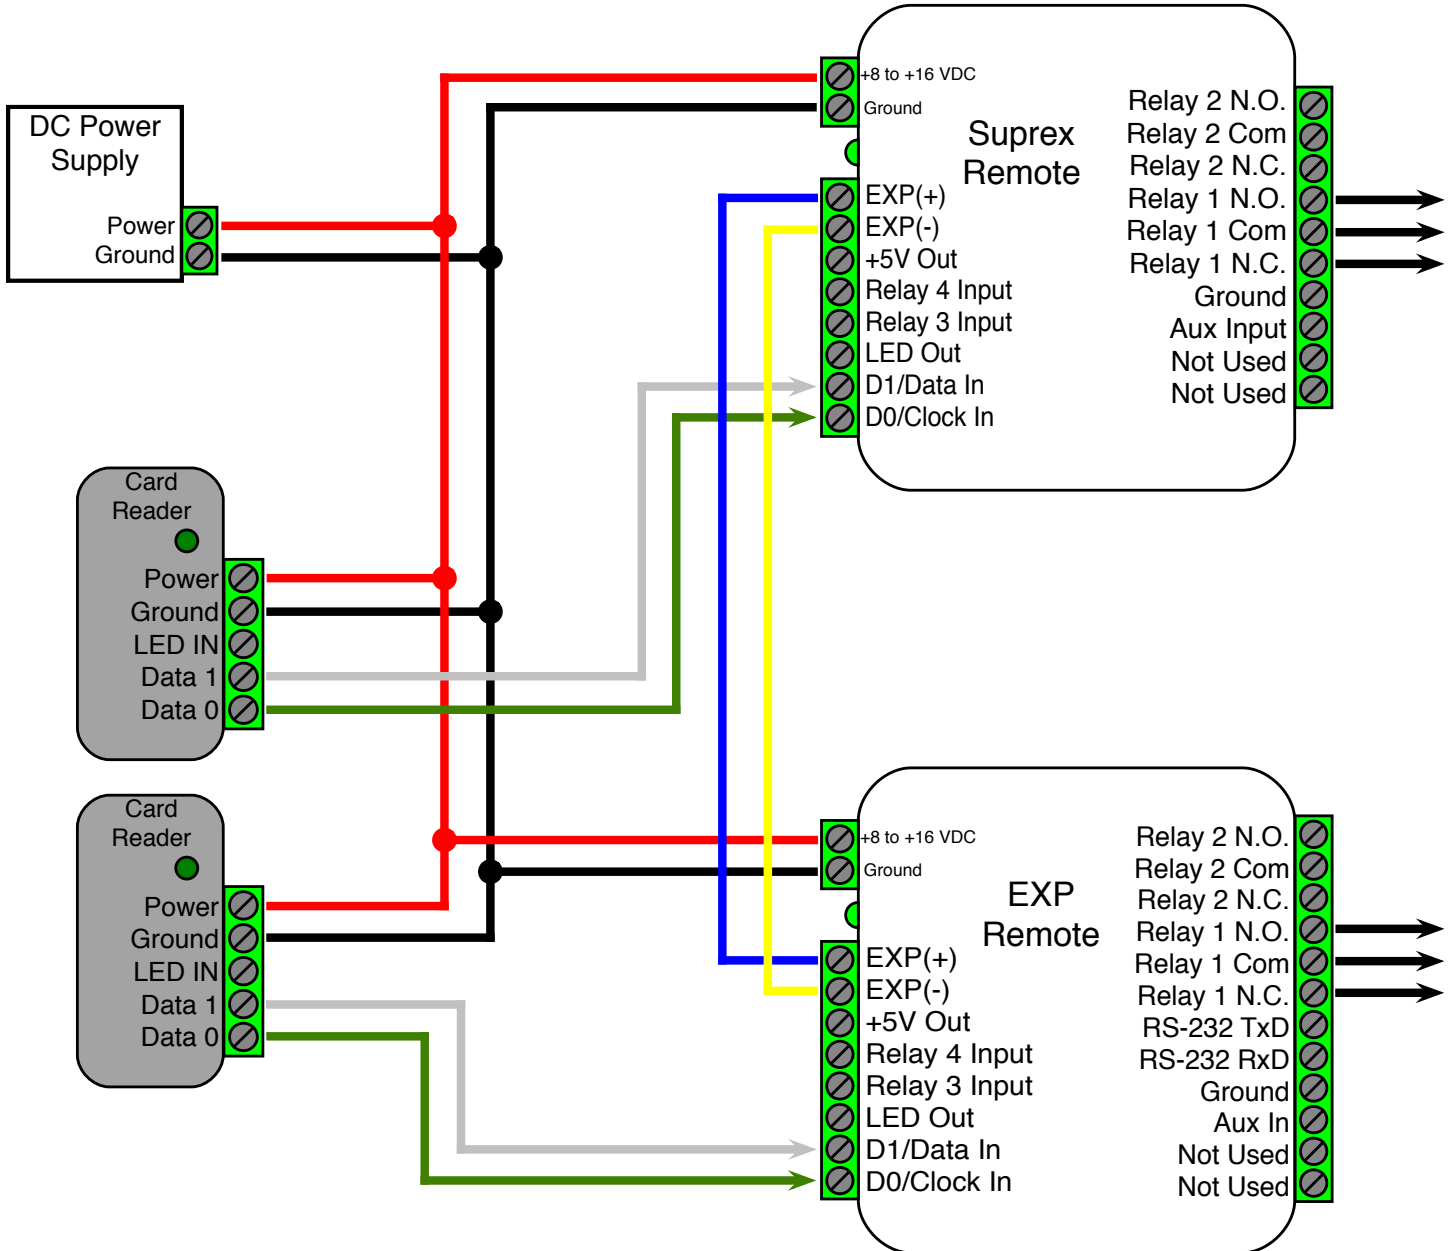 DC Power
Supply
Power
Ground
+8 to +16 VDC
Ground
Suprex
Remote
EXP(+)
EXP(-)
+5V Out
Relay 4 Input
Relay 3 Input
LED Out
D1/Data In
D0/Clock In
Relay 2 N.O.
Relay 2 Com
Relay 2 N.C.
Relay 1 N.O.
Relay 1 Com
Relay 1 N.C.
Ground
Aux Input
Not Used
Not Used
Card
Reader
Power
Ground
LED IN
Data 1
Data 0
Card
Reader
Power
Ground
LED IN
Data 1
Data 0
+8 to +16 VDC
Ground
EXP
Remote
EXP(+)
EXP(-)
+5V Out
Relay 4 Input
Relay 3 Input
LED Out
D1/Data In
D0/Clock In
Relay 2 N.O.
Relay 2 Com
Relay 2 N.C.
Relay 1 N.O.
Relay 1 Com
Relay 1 N.C.
RS-232 TxD
RS-232 RxD
Ground
Aux In
Not Used
Not Used